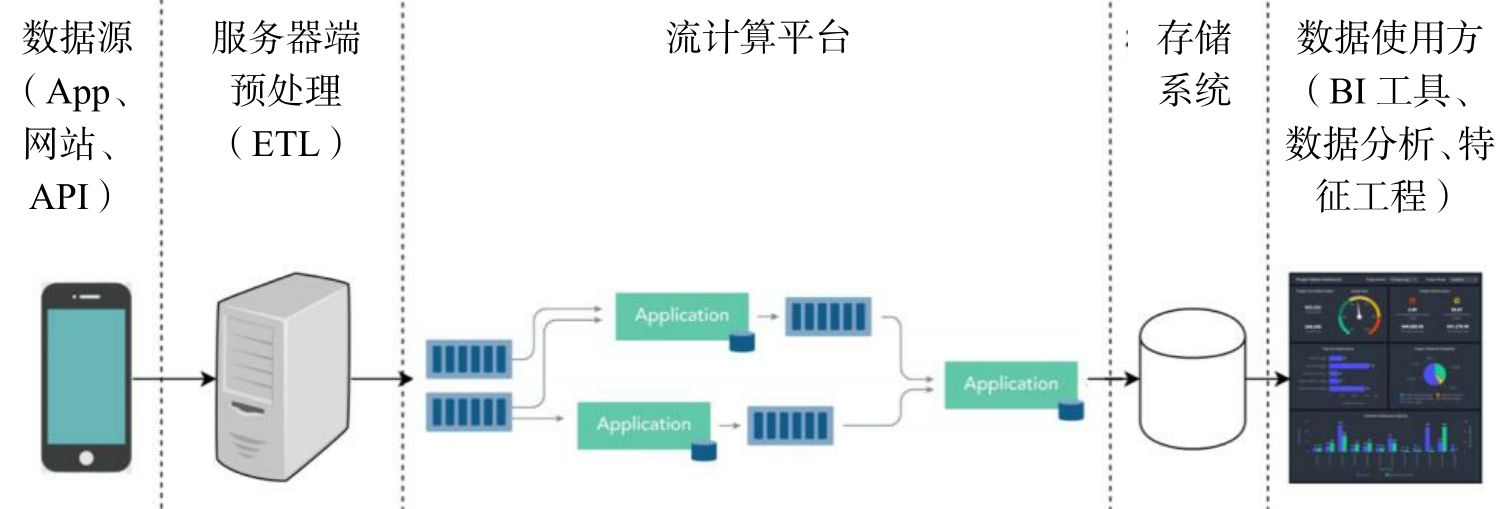 数据源
（App、
网站、
API）
服务器端
预处理
（ETL）
流计算平台
存储
系统
数据使用方
（BI 工具、
数据分析、特
征工程）
Application
Application
Application